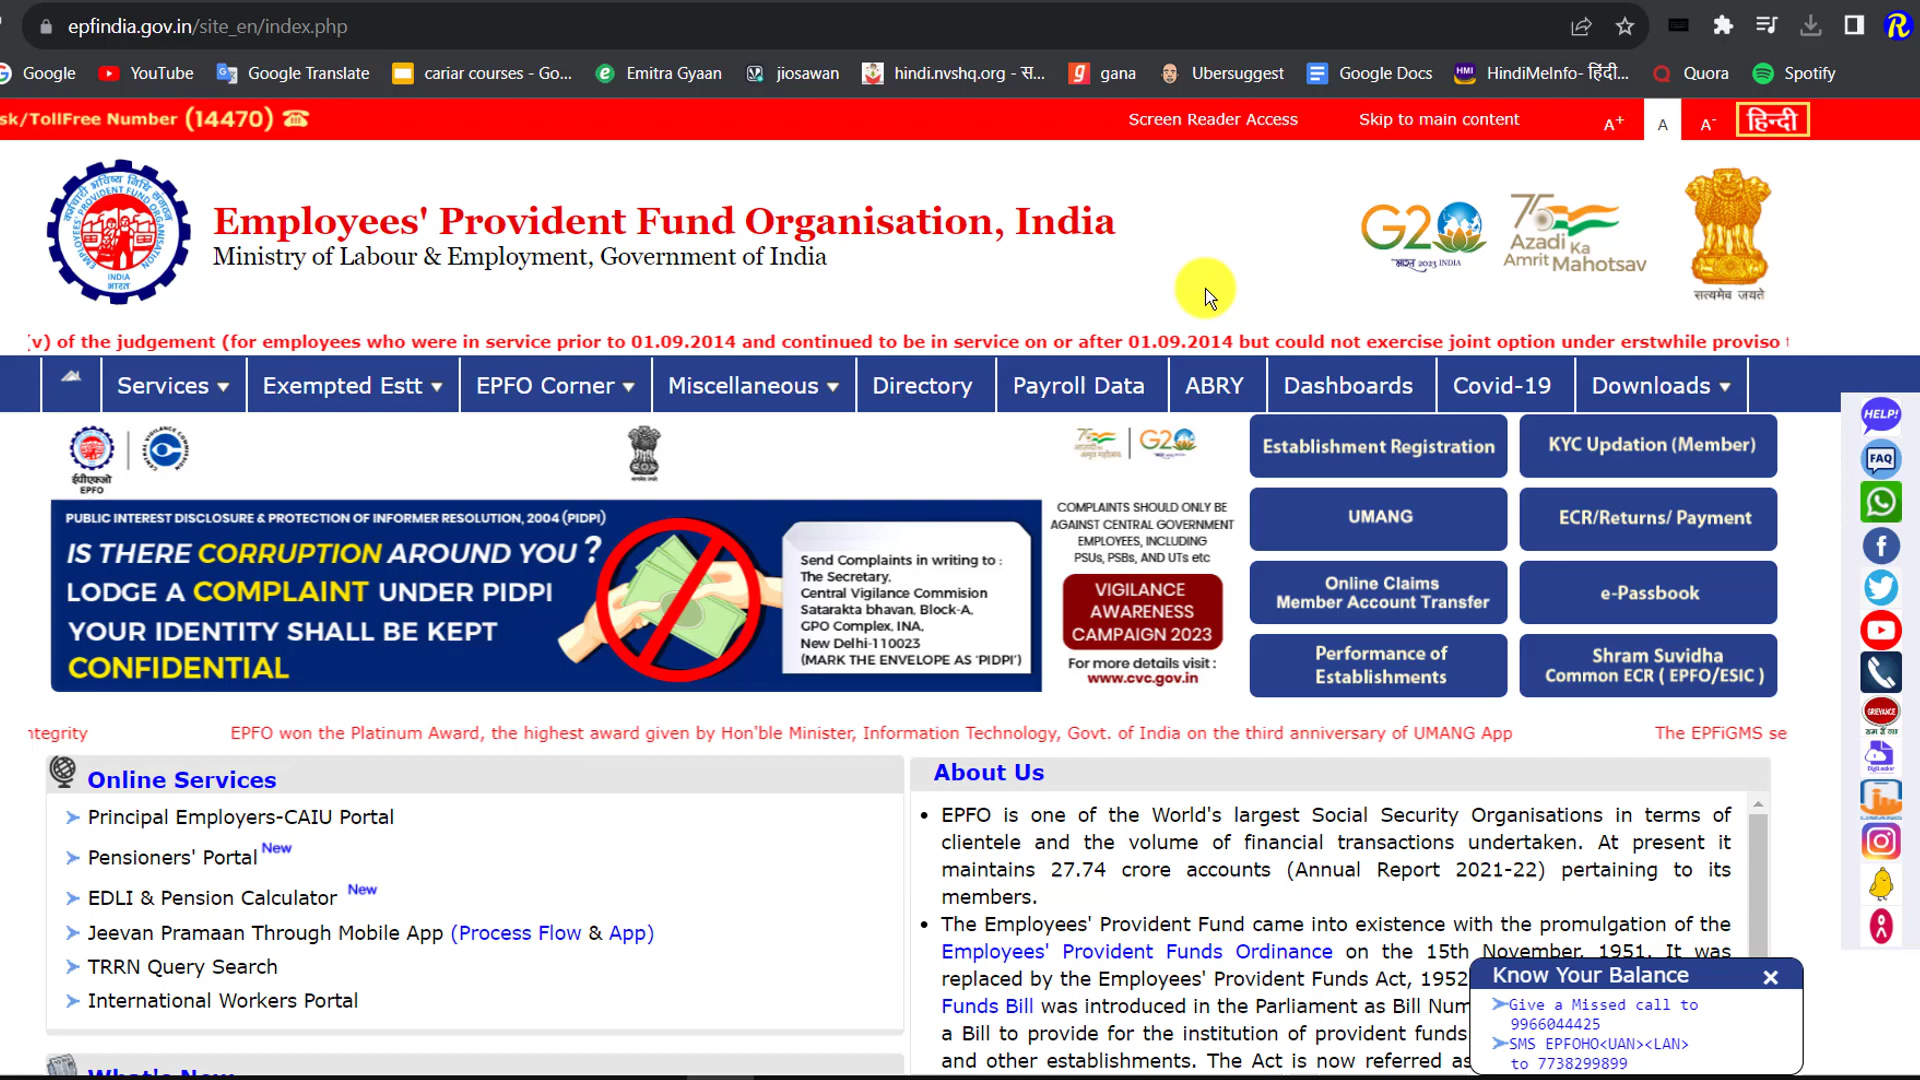 epfindia.gov.in/site_en/index.php
Google
YouTube
Google Translate
cariar courses - Go...
Emitra Gyaan
jiosawan
hindi.nvshq.org - स...
gana
Ubersuggest
Google Docs
HMI
HindiMeInfo- हिंदी...
Quora
Spotify
sk/TollFree Number (14470)
Screen Reader Access
Skip to main content
A+
A
A-
हिन्दी
Employees' Provident Fund Organisation, India
Ministry of Labour & Employment, Government of India
G20
भारत 2023 INDIA
75
Azadi Ka
Amrit Mahotsav
सत्यमेव जयते
INDIA
भारत
(v) of the judgement (for employees who were in service prior to 01.09.2014 and continued to be in service on or after 01.09.2014 but could not exercise joint option under erstwhile proviso
Services
Exempted Estt
EPFO Corner
Miscellaneous
Directory
Payroll Data
ABRY
Dashboards
Covid-19
Downloads
ईपीएफओ
EPFO
G20
PUBLIC INTEREST DISCLOSURE & PROTECTION OF INFORMER RESOLUTION, 2004 (PIDPI)
IS THERE CORRUPTION AROUND YOU ?
LODGE A COMPLAINT UNDER PIDPI
YOUR IDENTITY SHALL BE KEPT
CONFIDENTIAL
Send Complaints in writing to :
The Secretary,
Central Vigilance Commision
Satarakta bhavan, Block-A,
GPO Complex, INA,
New Delhi-110023
(MARK THE ENVELOPE AS 'PIDPI')
COMPLAINTS SHOULD ONLY BE
AGAINST CENTRAL GOVERNMENT
EMPLOYEES, INCLUDING
PSUs, PSBs, AND UTs etc
VIGILANCE
AWARENESS
CAMPAIGN 2023
For more details visit :
www.cvc.gov.in
Establishment Registration
KYC Updation (Member)
UMANG
ECR/Returns/ Payment
Online Claims
Member Account Transfer
e-Passbook
Performance of
Establishments
Shram Suvidha
Common ECR ( EPFO/ESIC )
HELP!
FAQ
GRIEVANCE
DigiLocker
ntegrity
EPFO won the Platinum Award, the highest award given by Hon'ble Minister, Information Technology, Govt. of India on the third anniversary of UMANG App
The EPFiGMS se
Online Services
Principal Employers-CAIU Portal
Pensioners' Portal New
EDLI & Pension Calculator New
Jeevan Pramaan Through Mobile App (Process Flow & App)
TRRN Query Search
International Workers Portal
What's New
About Us
EPFO is one of the World's largest Social Security Organisations in terms of
clientele and the volume of financial transactions undertaken. At present it
maintains 27.74 crore accounts (Annual Report 2021-22) pertaining to its
members.
The Employees' Provident Fund came into existence with the promulgation of the
Employees' Provident Funds Ordinance on the 15th November, 1951. It was
replaced by the Employees' Provident Funds Act, 1952
Funds Bill was introduced in the Parliament as Bill Num
a Bill to provide for the institution of provident funds
and other establishments. The Act is now referred as
Know Your Balance
Give a Missed call to
9966044425
SMS EPFOHO<UAN><LAN>
to 7738299899